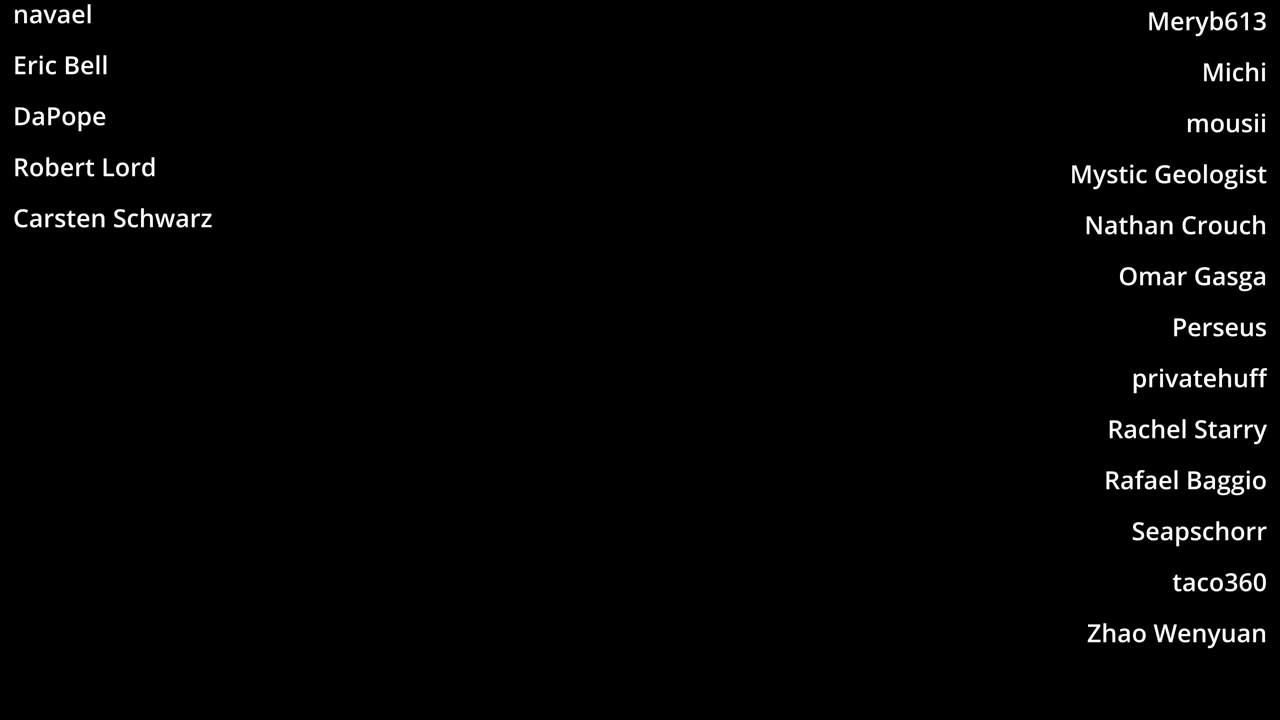 navael
Eric Bell
DaPope
Robert Lord
Carsten Schwarz
Meryb613
Michi
mousii
Mystic Geologist
Nathan Crouch
Omar Gasga
Perseus
privatehuff
Rachel Starry
Rafael Baggio
Seapschorr
taco360
Zhao Wenyuan